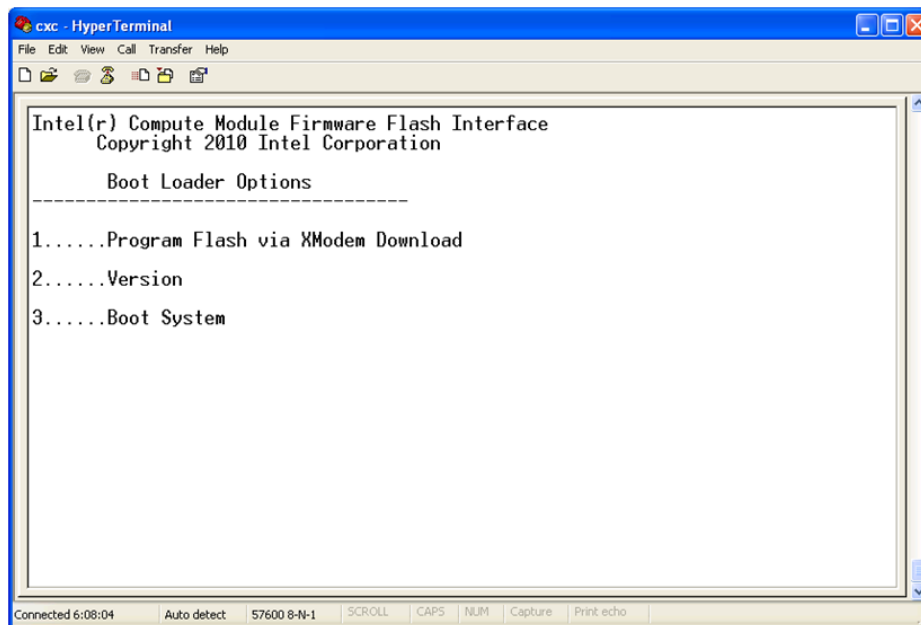 cxc - HyperTerminal
File Edit View Call Transfer Help
Intel(r) Compute Module Firmware Flash Interface
Copyright 2010 Intel Corporation
Boot Loader Options
-----------------------------------
1......Program Flash via XModem Download
2......Version
3......Boot System
Connected 6:08:04 Auto detect 57600 8-N-1 SCROLL CAPS NUM Capture Print echo